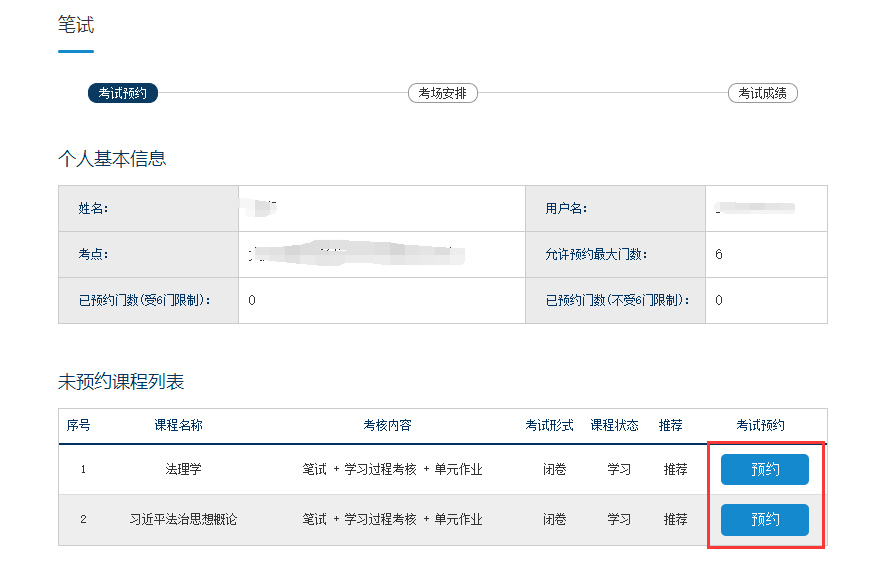 笔试
考试预约 考场安排 考试成绩
个人基本信息
姓名： 用户名：
考点： 允许预约最大门数： 6
已预约门数(受6门限制)： 0 已预约门数(不受6门限制)： 0
未预约课程列表
序号 课程名称 考核内容 考试形式 课程状态 推荐 考试预约
1 法理学 笔试 + 学习过程考核 + 单元作业 闭卷 学习 推荐 预约
2 习近平法治思想概论 笔试 + 学习过程考核 + 单元作业 闭卷 学习 推荐 预约